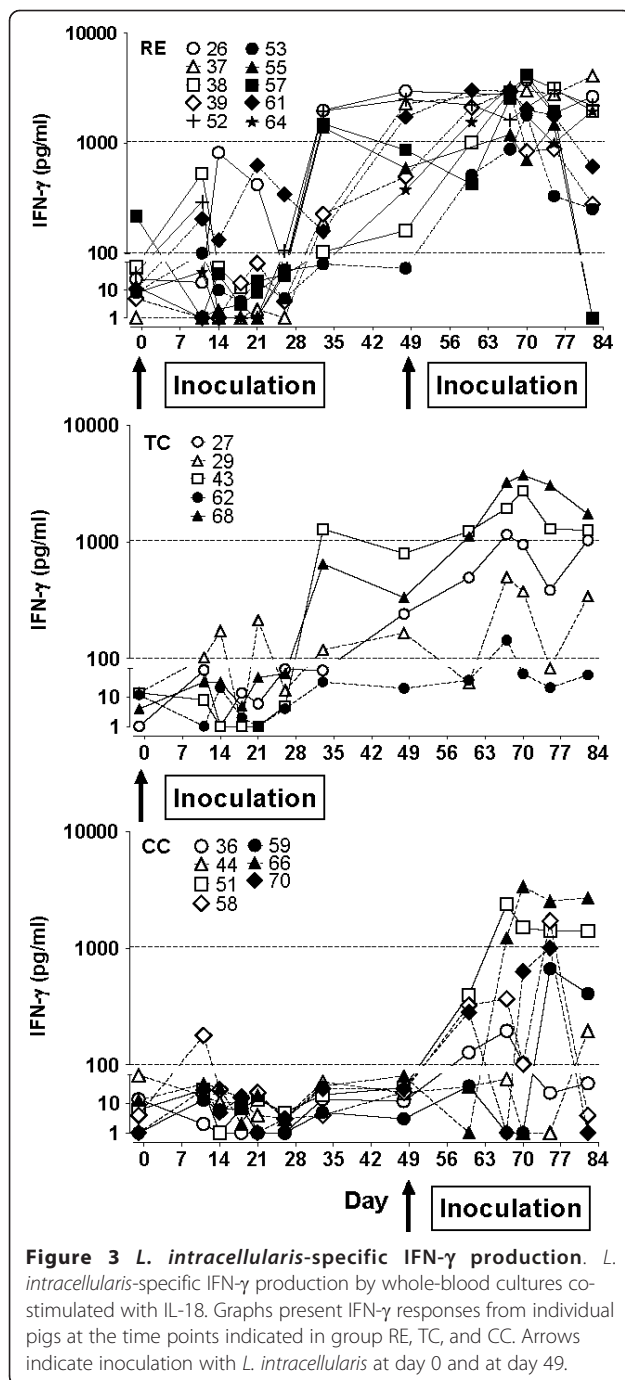 10000
RE
26 53
37 55
38 57
39 61
52 64
1000
IFN-γ (pg/ml)
100
10
1
0 7 14 21 28 35 42 49 56 63 70 77 84
Inoculation Inoculation
10000
TC
27
29
43
62
68
1000
IFN-γ (pg/ml)
100
10
1
0 7 14 21 28 35 42 49 56 63 70 77 84
Inoculation
10000
CC
36 59
44 66
51 70
58
1000
IFN-γ (pg/ml)
100
10
1
0 7 14 21 28 35 42 49 56 63 70 77 84
Day Inoculation
Figure 3 L. intracellularis-specific IFN-γ production. L.
intracellularis-specific IFN-γ production by whole-blood cultures co-
stimulated with IL-18. Graphs present IFN-γ responses from individual
pigs at the time points indicated in group RE, TC, and CC. Arrows
indicate inoculation with L. intracellularis at day 0 and at day 49.